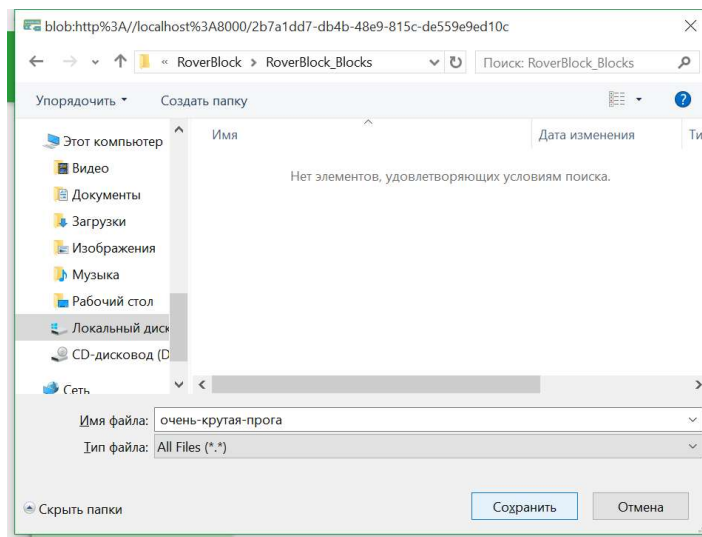 blob:http%3A//localhost%3A8000/2b7a1dd7-db4b-48e9-815c-de559e9ed10c
« RoverBlock > RoverBlock_Blocks
Поиск: RoverBlock_Blocks
Упорядочить
Создать папку
Имя
Дата изменения
Ти
Нет элементов, удовлетворяющих условиям поиска.
Этот компьютер
Видео
Документы
Загрузки
Изображения
Музыка
Рабочий стол
Локальный диск
CD-дисковод (D
Сеть
Имя файла: очень-крутая-прога
Тип файла: All Files (*.*)
Скрыть папки
Сохранить
Отмена